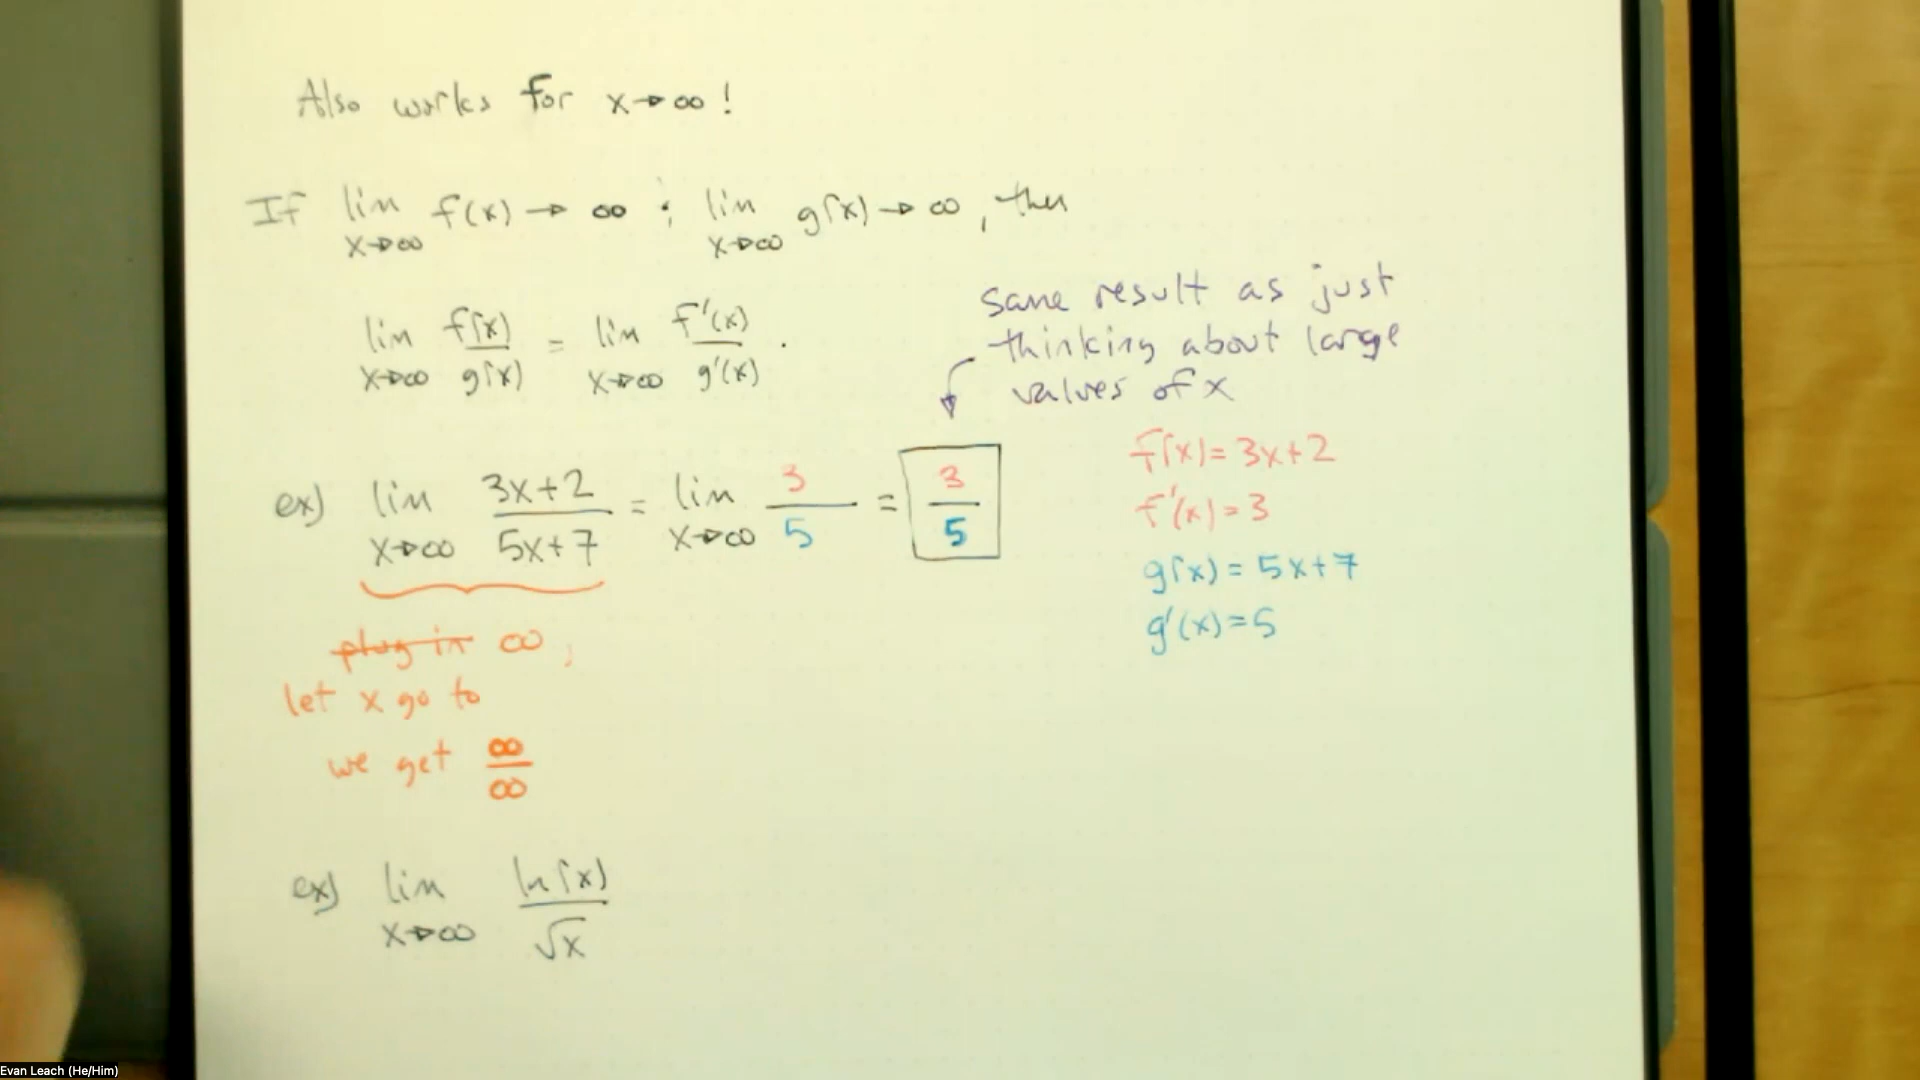 Also works for x→∞ !
If lim x→∞ f(x) → ∞ ; lim x→∞ g(x) → ∞, then
lim x→∞ f(x)/g(x) = lim x→∞ f'(x)/g'(x) .
same result as just
thinking about large
values of x
ex) lim x→∞ (3x+2)/(5x+7) = lim x→∞ 3/5 = 3/5
f(x) = 3x+2
f'(x) = 3
g(x) = 5x+7
g'(x) = 5
plug in ∞,
let x go to
we get ∞/∞
ex) lim x→∞ ln(x)/√x
Evan Leach (He/Him)